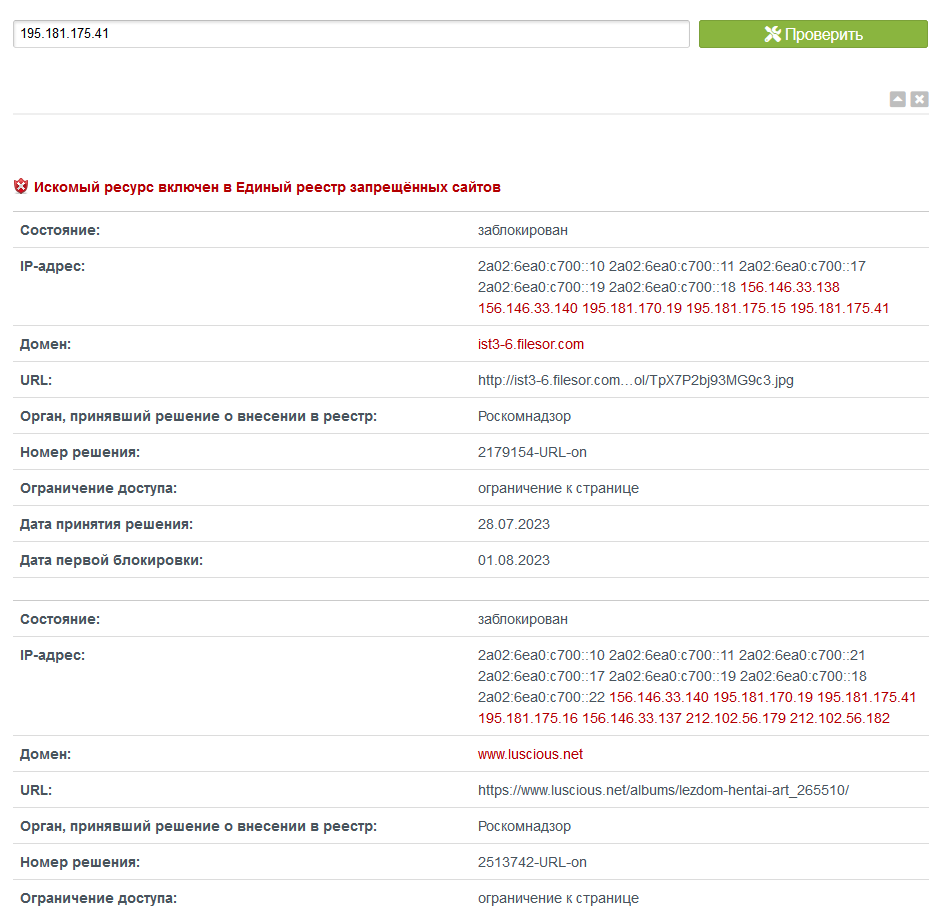 195.181.175.41
Проверить
Искомый ресурс включен в Единый реестр запрещённых сайтов
Состояние: заблокирован
IP-адрес: 2a02:6ea0:c700::10 2a02:6ea0:c700::11 2a02:6ea0:c700::17
2a02:6ea0:c700::19 2a02:6ea0:c700::18 156.146.33.138
156.146.33.140 195.181.170.19 195.181.175.15 195.181.175.41
Домен: ist3-6.filesor.com
URL: http://ist3-6.filesor.com…ol/TpX7P2bj93MG9c3.jpg
Орган, принявший решение о внесении в реестр: Роскомнадзор
Номер решения: 2179154-URL-on
Ограничение доступа: ограничение к странице
Дата принятия решения: 28.07.2023
Дата первой блокировки: 01.08.2023
Состояние: заблокирован
IP-адрес: 2a02:6ea0:c700::10 2a02:6ea0:c700::11 2a02:6ea0:c700::21
2a02:6ea0:c700::17 2a02:6ea0:c700::19 2a02:6ea0:c700::18
2a02:6ea0:c700::22 156.146.33.140 195.181.170.19 195.181.175.41
195.181.175.16 156.146.33.137 212.102.56.179 212.102.56.182
Домен: www.luscious.net
URL: https://www.luscious.net/albums/lezdom-hentai-art_265510/
Орган, принявший решение о внесении в реестр: Роскомнадзор
Номер решения: 2513742-URL-on
Ограничение доступа: ограничение к странице